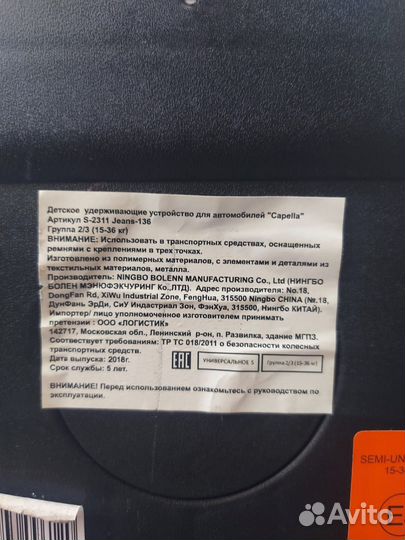 Детское удерживающие устройство для автомобилей "Capella"
Артикул S-2311 Jeans-136
Группа 2/3 (15-36 кг)
ВНИМАНИЕ: Использовать в транспортных средствах, оснащенных
ремнями с креплениями в трех точках.
Изготовлено из полимерных материалов, с элементами и деталями из
текстильных материалов, металла.
Производитель: NINGBO BOLENN MANUFACTURING Co., Ltd (НИНГБО
БОЛЕН МЭНЮФЭКЧУРИНГ Ко.,ЛТД). Адрес производителя: No.18,
DongFan Rd, XiWu Industrial Zone, FengHua, 315500 Ningbo CHINA (№.18,
ДунФань ЭрДи, СиУ Индастриал Зон, ФэнХуа, 315500, Нингбо КИТАЙ).
Импортер/ лицо уполномоченное изготовителем принимать
претензии : ООО «ЛОГИСТИК»
142717, Московская обл., Ленинский р-он, п. Развилка, здание МГПЗ.
Соответсвует требованиям: ТР ТС 018/2011 о безопасности колесных
транспортных средств.
Дата выпуска: 2018г.
Срок службы: 5 лет.
EAC УНИВЕРСАЛЬНОЕ S Группа 2/3 (15-36 кг)
ВНИМАНИЕ! Перед использованием ознакомьтесь с руководством по
эксплуатации.
SEMI-UN
15-3
E
Avito